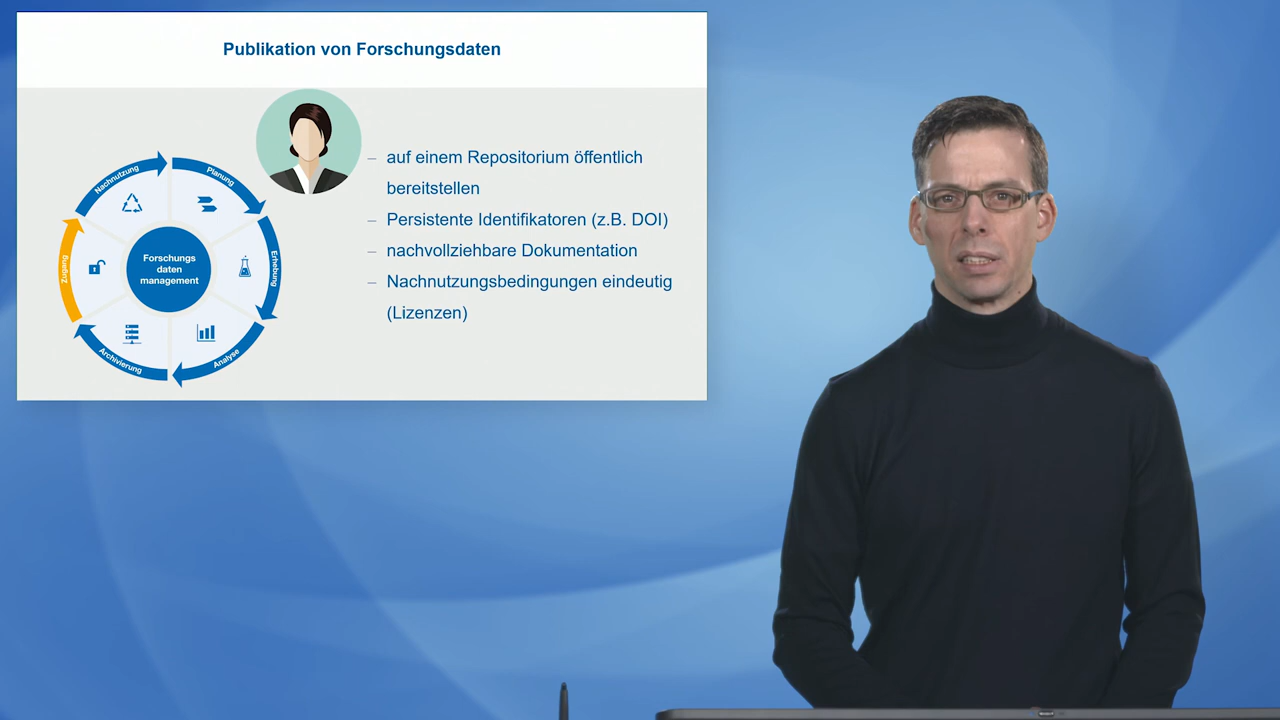 Publikation von Forschungsdaten
– auf einem Repositorium öffentlich
bereitstellen
– Persistente Identifikatoren (z.B. DOI)
– nachvollziehbare Dokumentation
– Nachnutzungsbedingungen eindeutig
(Lizenzen)
Forschungs
daten
management
Planung
Erhebung
Analyse
Archivierung
Zugang
Nachnutzung